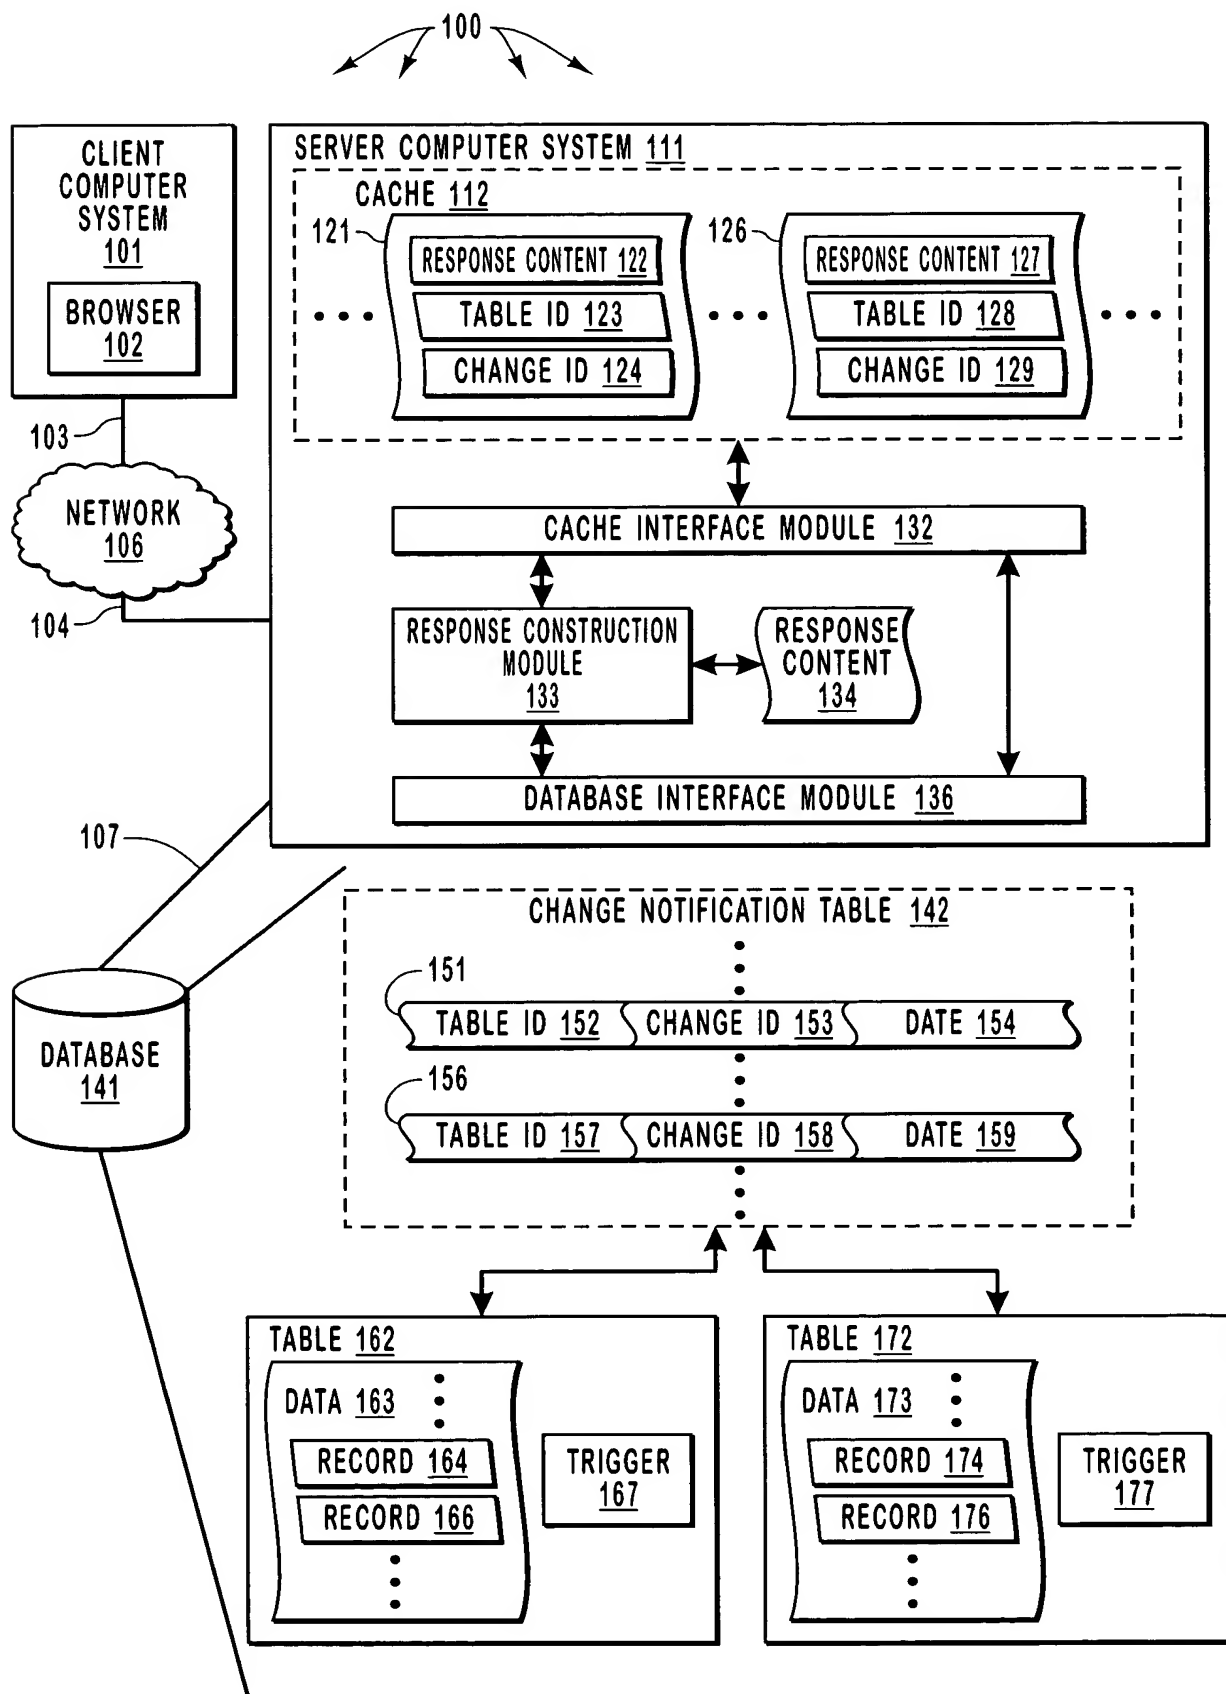 100
CLIENT
COMPUTER
SYSTEM
101
BROWSER
102
103
NETWORK
106
104
SERVER COMPUTER SYSTEM 111
CACHE 112
121
RESPONSE CONTENT 122
TABLE ID 123
CHANGE ID 124
126
RESPONSE CONTENT 127
TABLE ID 128
CHANGE ID 129
CACHE INTERFACE MODULE 132
RESPONSE CONSTRUCTION
MODULE
133
RESPONSE
CONTENT
134
DATABASE INTERFACE MODULE 136
107
DATABASE
141
CHANGE NOTIFICATION TABLE 142
151
TABLE ID 152 CHANGE ID 153 DATE 154
156
TABLE ID 157 CHANGE ID 158 DATE 159
TABLE 162
DATA 163
RECORD 164
RECORD 166
TRIGGER
167
TABLE 172
DATA 173
RECORD 174
RECORD 176
TRIGGER
177